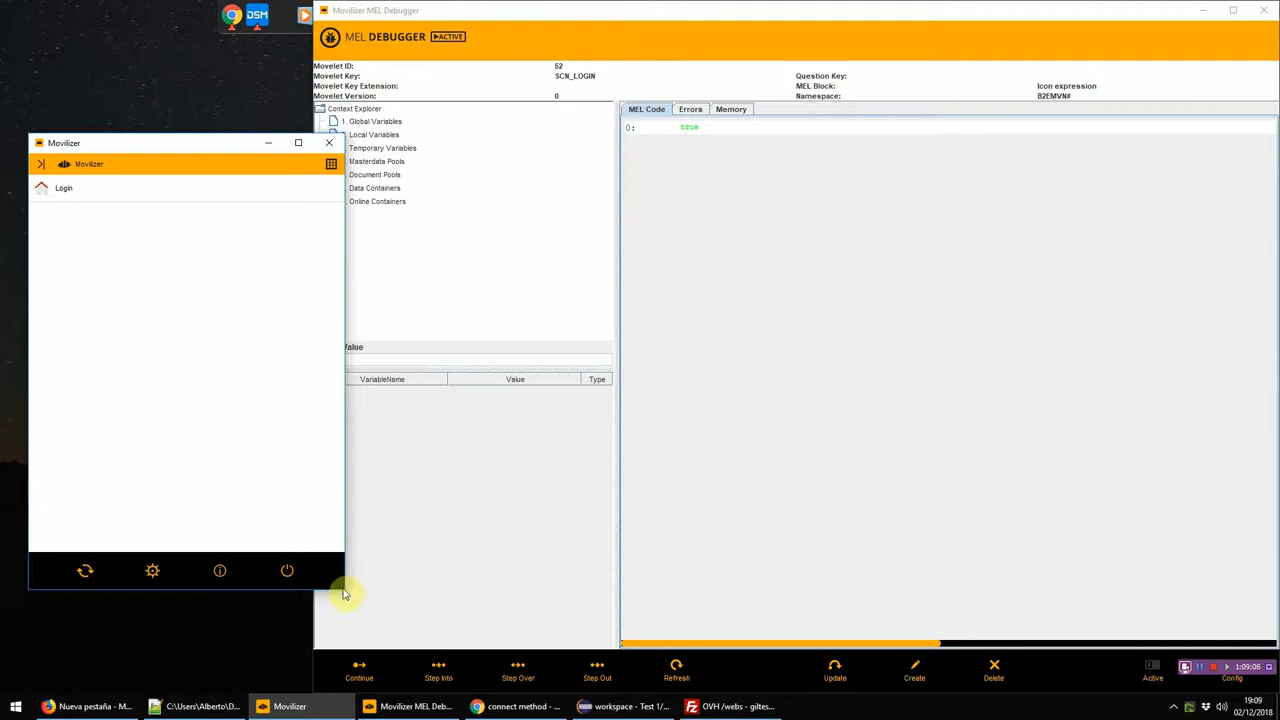 DSM
Movilizer MEL Debugger
MEL DEBUGGER ▶ACTIVE
Movelet ID: 52
Movelet Key: SCN_LOGIN Question Key:
Movelet Key Extension: MEL Block: Icon expression
Movelet Version: 0 Namespace: B2EMVN#
Context Explorer
1. Global Variables
Local Variables
Temporary Variables
Masterdata Pools
Document Pools
Data Containers
Online Containers
MEL Code Errors Memory
0: true
Movilizer
Movilizer
Login
Value
VariableName Value Type
Continue Step Into Step Over Step Out Refresh Update Create Delete Active Config
1:09:06
Nueva pestaña - M...
C:\Users\Alberto\D...
Movilizer
Movilizer MEL Deb...
connect method - ...
workspace - Test 1/...
OVH /webs - giltes...
19:09
02/12/2018